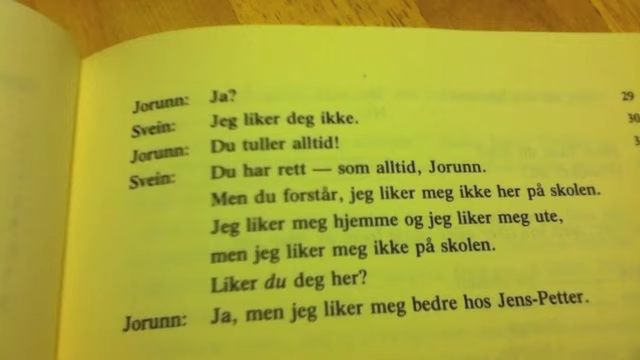 Jorunn: Ja? 29
Svein: Jeg liker deg ikke. 30
Jorunn: Du tuller alltid!
Svein: Du har rett — som alltid, Jorunn.
Men du forstår, jeg liker meg ikke her på skolen.
Jeg liker meg hjemme og jeg liker meg ute,
men jeg liker meg ikke på skolen.
Liker du deg her?
Jorunn: Ja, men jeg liker meg bedre hos Jens-Petter.